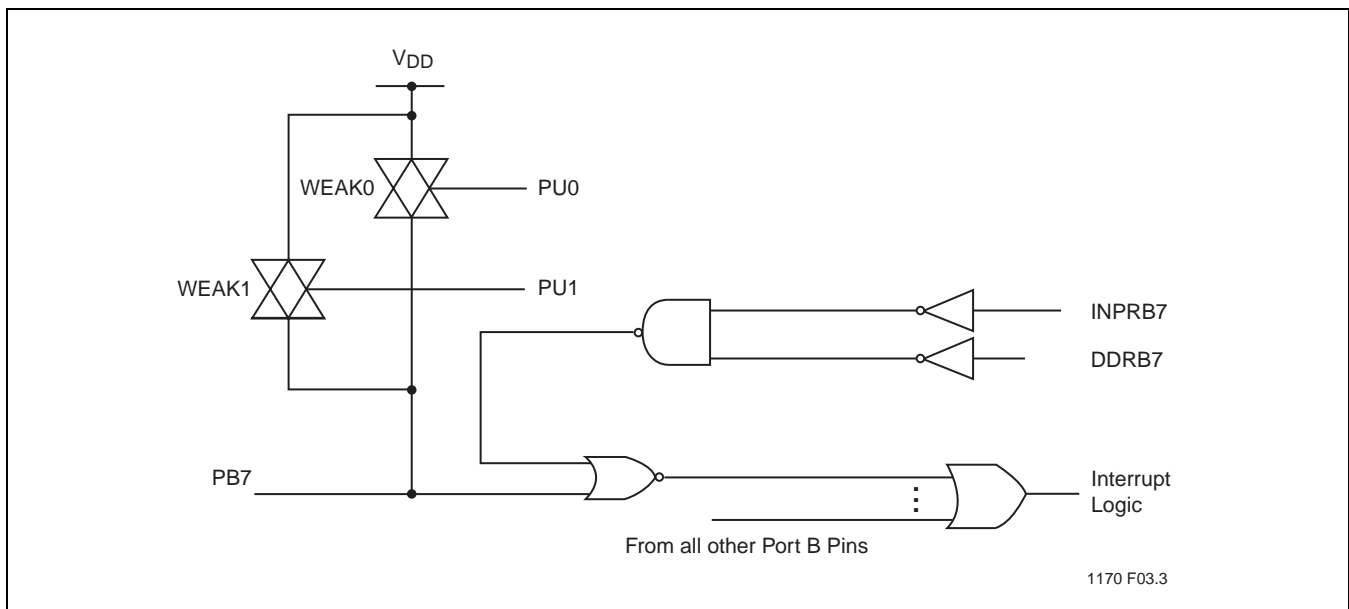 VDD
WEAK0
PU0
WEAK1
PU1
INPRB7
DDRB7
PB7
Interrupt
Logic
From all other Port B Pins
1170 F03.3